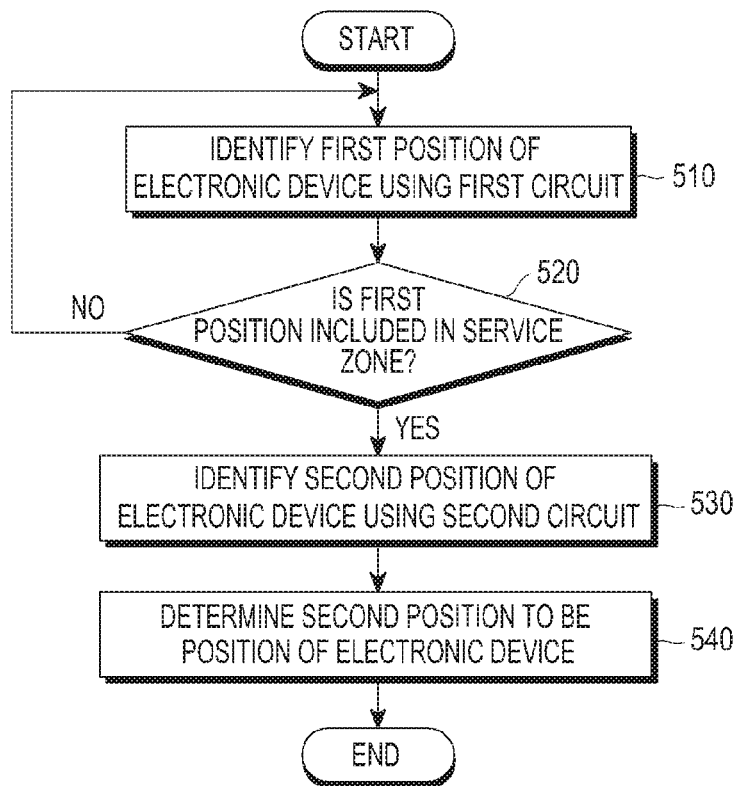 START
IDENTIFY FIRST POSITION OF
ELECTRONIC DEVICE USING FIRST CIRCUIT
510
520
IS FIRST
POSITION INCLUDED IN SERVICE
ZONE?
NO
YES
IDENTIFY SECOND POSITION OF
ELECTRONIC DEVICE USING SECOND CIRCUIT
530
DETERMINE SECOND POSITION TO BE
POSITION OF ELECTRONIC DEVICE
540
END